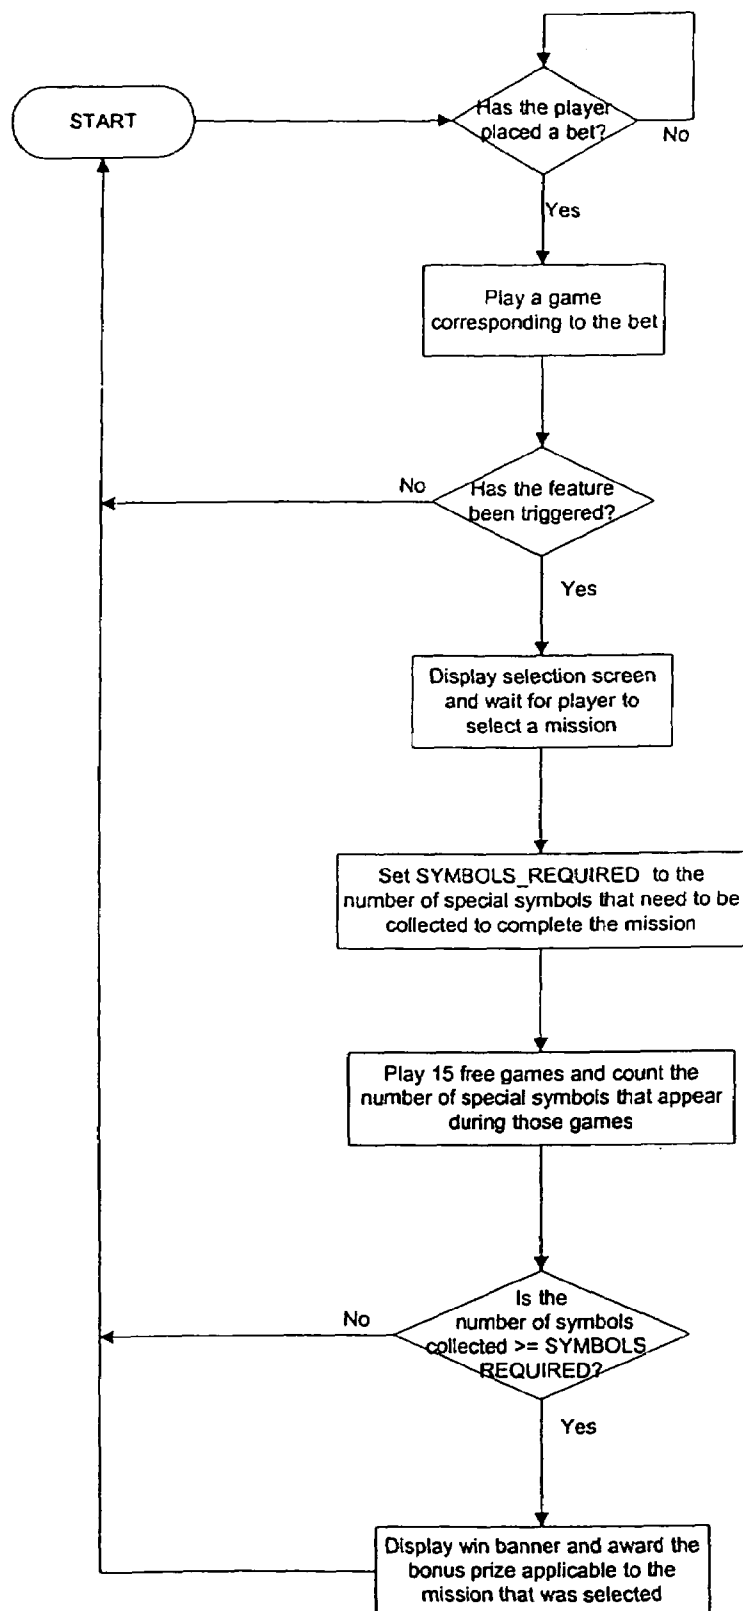 START
Has the player
placed a bet?
No
Yes
Play a game
corresponding to the bet
No
Has the feature
been triggered?
Yes
Display selection screen
and wait for player to
select a mission
Set SYMBOLS_REQUIRED to the
number of special symbols that need to be
collected to complete the mission
Play 15 free games and count the
number of special symbols that appear
during those games
No
Is the
number of symbols
collected >= SYMBOLS
REQUIRED?
Yes
Display win banner and award the
bonus prize applicable to the
mission that was selected